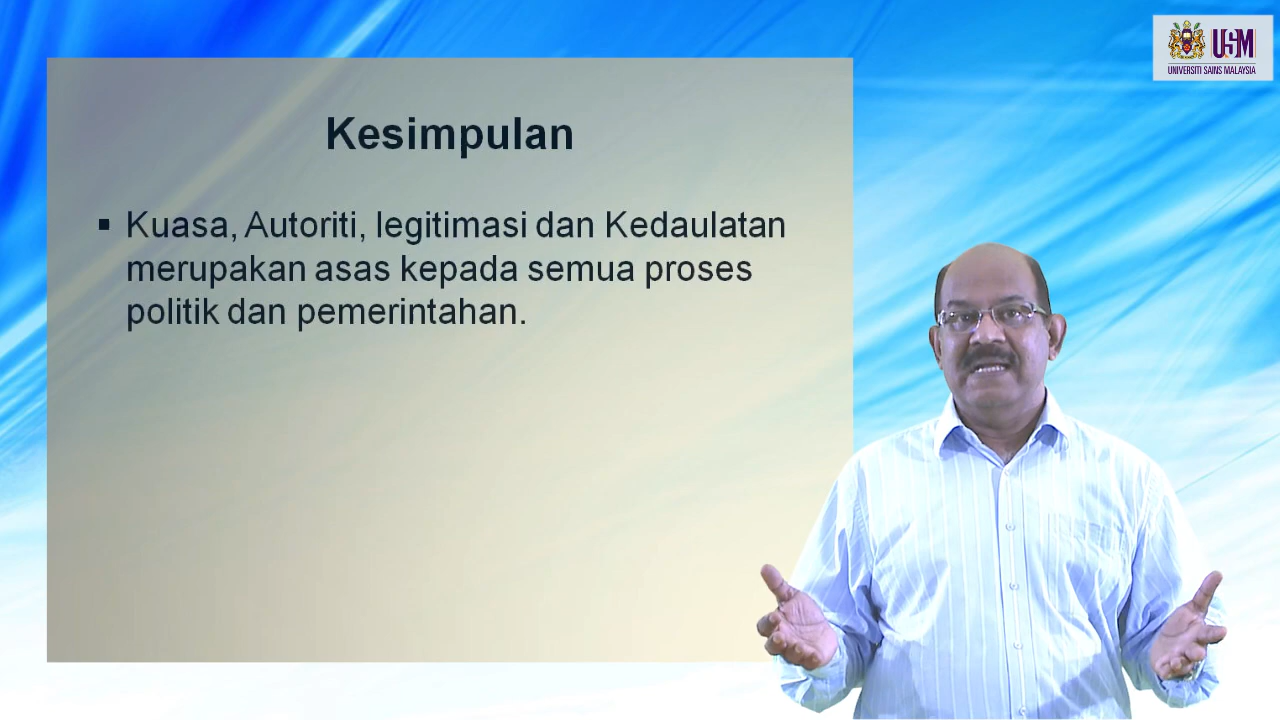 USM
UNIVERSITI SAINS MALAYSIA
Kesimpulan
▪ Kuasa, Autoriti, legitimasi dan Kedaulatan
merupakan asas kepada semua proses
politik dan pemerintahan.